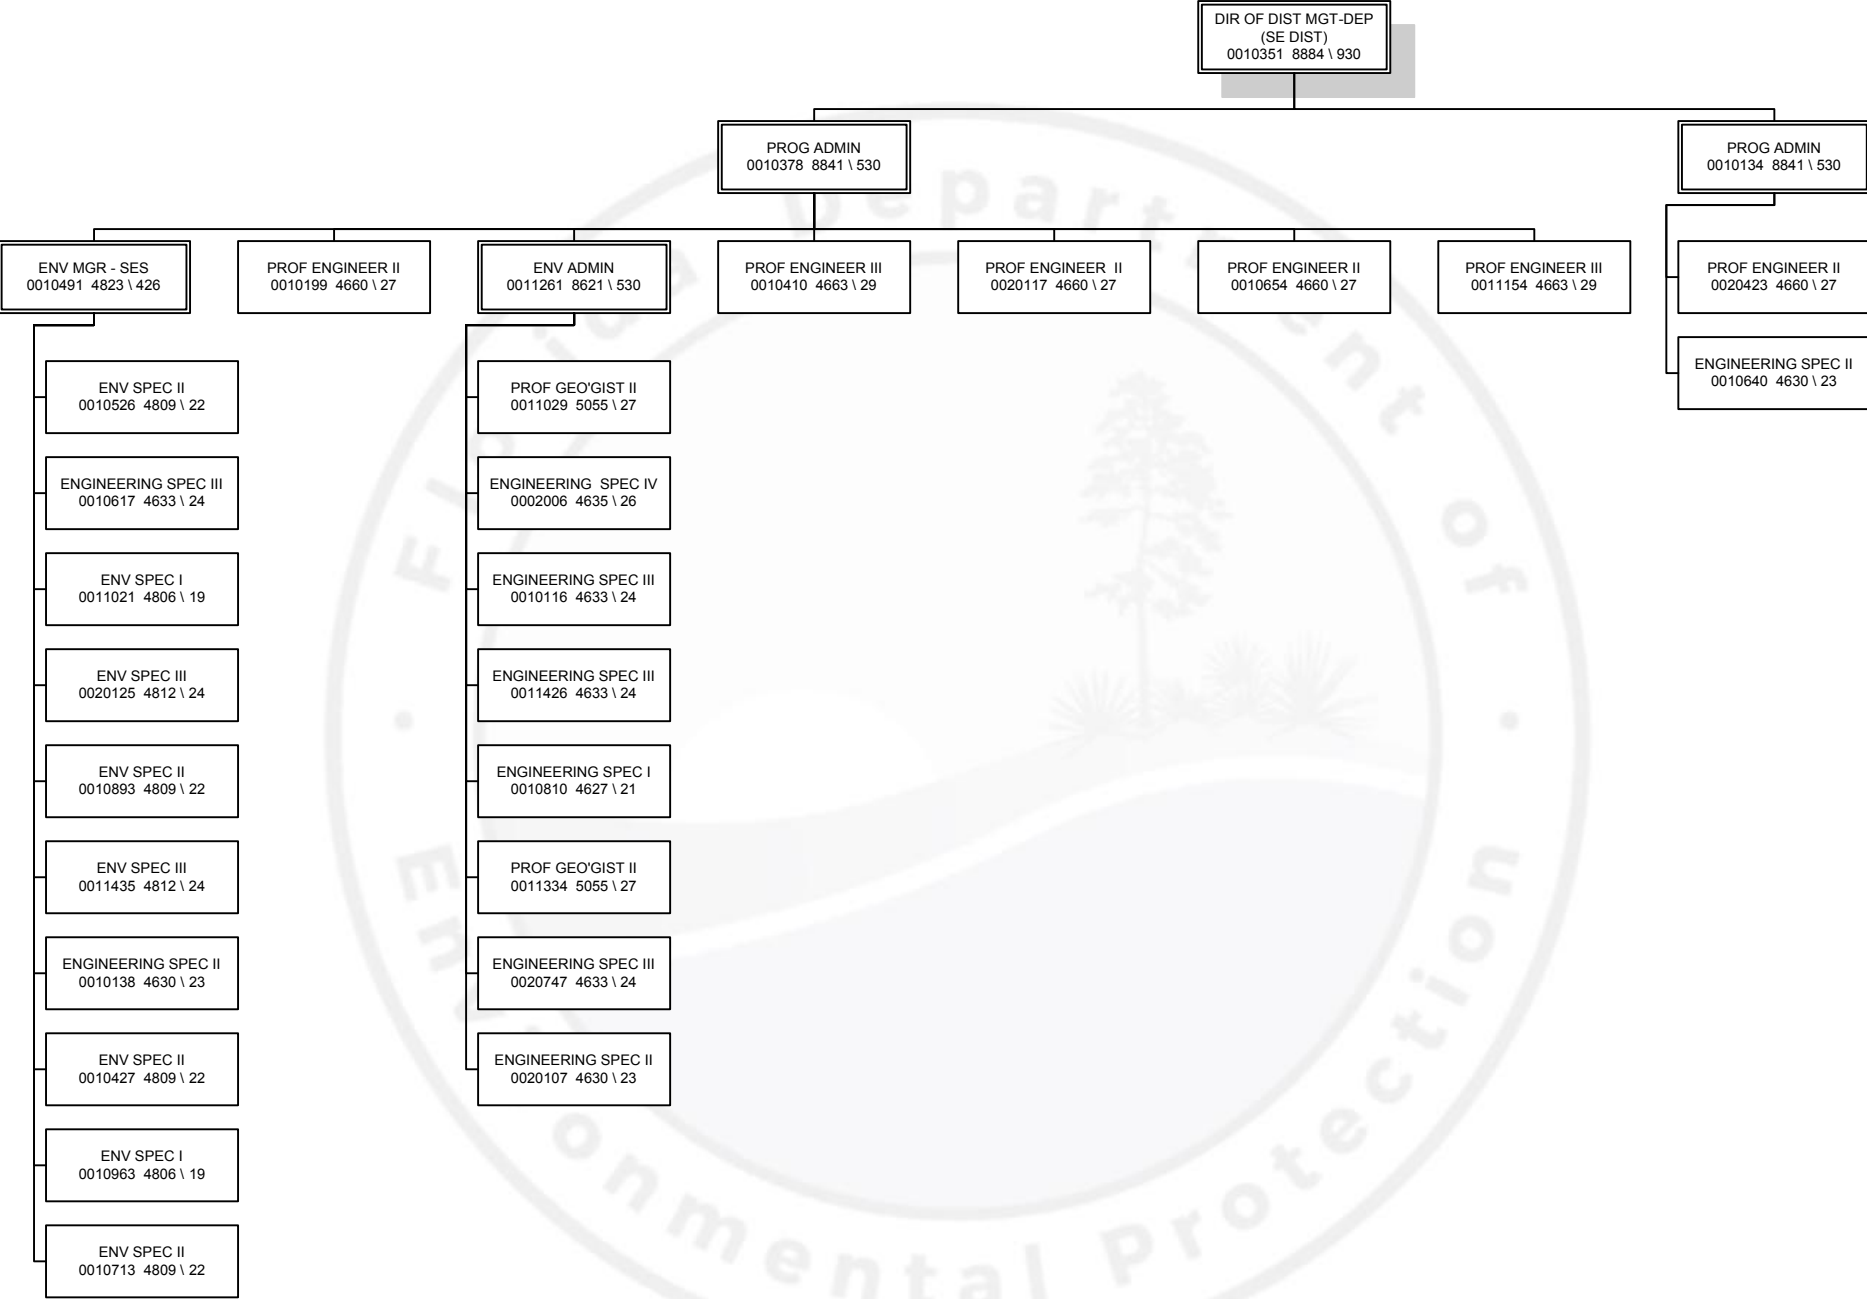 DIR OF DIST MGT-DEP
(SE DIST)
0010351 8884 \ 930
PROG ADMIN
0010378 8841 \ 530
PROG ADMIN
0010134 8841 \ 530
ENV MGR - SES
0010491 4823 \ 426
PROF ENGINEER II
0010199 4660 \ 27
ENV ADMIN
0011261 8621 \ 530
PROF ENGINEER III
0010410 4663 \ 29
PROF ENGINEER II
0020117 4660 \ 27
PROF ENGINEER II
0010654 4660 \ 27
PROF ENGINEER III
0011154 4663 \ 29
PROF ENGINEER II
0020423 4660 \ 27
ENGINEERING SPEC II
0010640 4630 \ 23
ENV SPEC II
0010526 4809 \ 22
ENGINEERING SPEC III
0010617 4633 \ 24
ENV SPEC I
0011021 4806 \ 19
ENV SPEC III
0020125 4812 \ 24
ENV SPEC II
0010893 4809 \ 22
ENV SPEC III
0011435 4812 \ 24
ENGINEERING SPEC II
0010138 4630 \ 23
ENV SPEC II
0010427 4809 \ 22
ENV SPEC I
0010963 4806 \ 19
ENV SPEC II
0010713 4809 \ 22
PROF GEO'GIST II
0011029 5055 \ 27
ENGINEERING SPEC IV
0002006 4635 \ 26
ENGINEERING SPEC III
0010116 4633 \ 24
ENGINEERING SPEC III
0011426 4633 \ 24
ENGINEERING SPEC I
0010810 4627 \ 21
PROF GEO'GIST II
0011334 5055 \ 27
ENGINEERING SPEC III
0020747 4633 \ 24
ENGINEERING SPEC II
0020107 4630 \ 23
Florida Department of
Environmental Protection